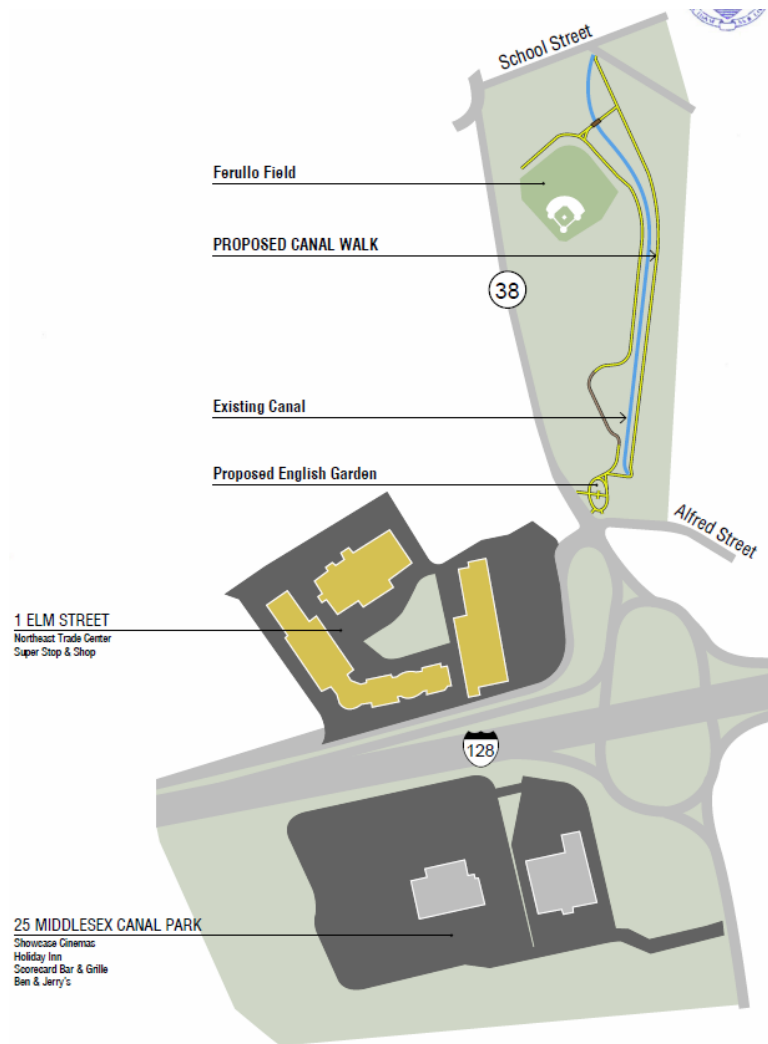 School Street
Ferullo Field
PROPOSED CANAL WALK
38
Existing Canal
Proposed English Garden
Alfred Street
1 ELM STREET
Northeast Trade Center
Super Stop & Shop
128
25 MIDDLESEX CANAL PARK
Showcase Cinemas
Holiday Inn
Scorecard Bar & Grille
Ben & Jerry's